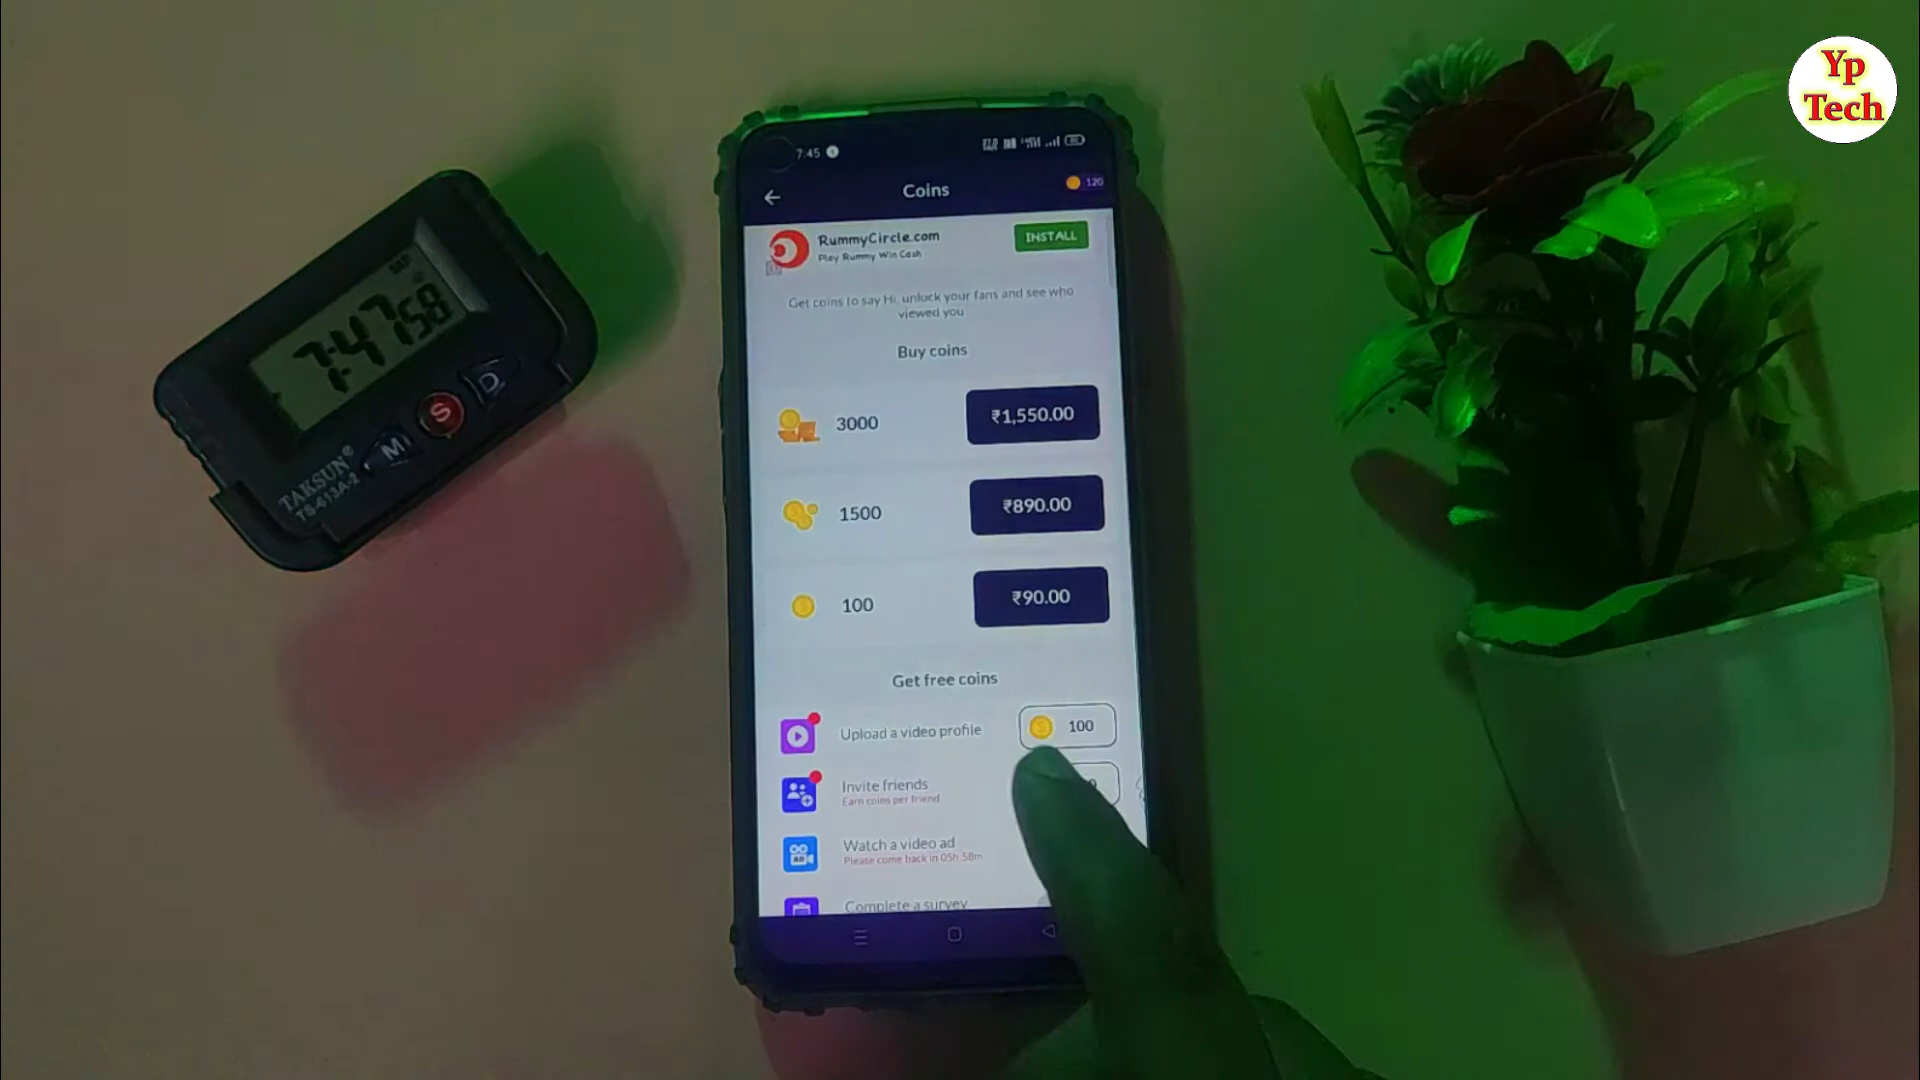 Yp
Tech
7:45
Coins
120
RummyCircle.com
Play Rummy Win Cash
INSTALL
Get coins to say Hi, unlock your fans and see who
viewed you
Buy coins
3000
₹1,550.00
1500
₹890.00
100
₹90.00
Get free coins
Upload a video profile
100
Invite friends
Earn coins per friend
Watch a video ad
Please come back in 05h:58m
Complete a survey
7:47 58
M
S
D
TAKSUN®
TS-613A-2